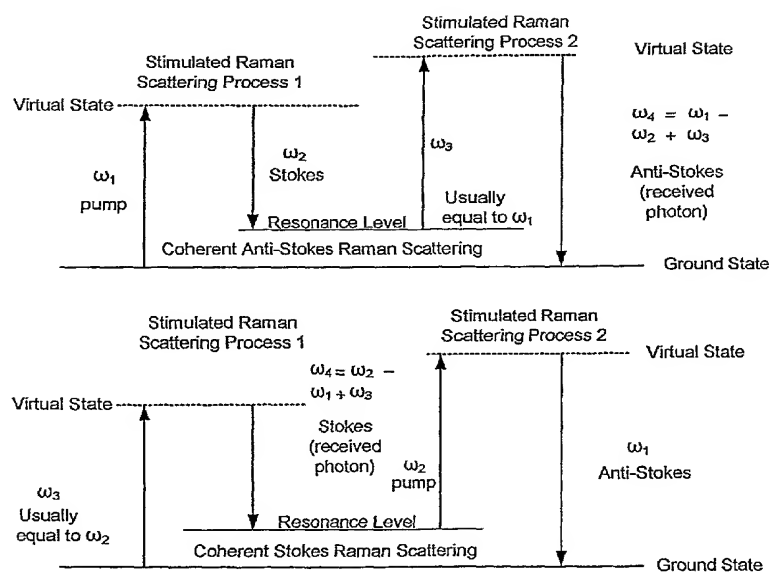 Stimulated Raman
Scattering Process 2
Virtual State
Stimulated Raman
Scattering Process 1
Virtual State
ω4 = ω1 –
ω2 + ω3
ω3
ω2
Stokes
ω1
pump
Anti-Stokes
(received
photon)
Usually
equal to ω1
Resonance Level
Coherent Anti-Stokes Raman Scattering
Ground State
Stimulated Raman
Scattering Process 1
Stimulated Raman
Scattering Process 2
Virtual State
ω4 = ω2 –
ω1 + ω3
Virtual State
Stokes
(received
photon)
ω2
pump
ω1
Anti-Stokes
ω3
Usually
equal to ω2
Resonance Level
Coherent Stokes Raman Scattering
Ground State